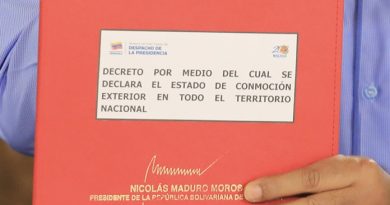 DESPACHO DE
LA PRESIDENCIA
DECRETO POR MEDIO DEL CUAL SE
DECLARA EL ESTADO DE CONMOCIÓN
EXTERIOR EN TODO EL TERRITORIO
NACIONAL
NICOLÁS MADURO MOROS
PRESIDENTE DE LA REPÚBLICA BOLIVARIANA DE